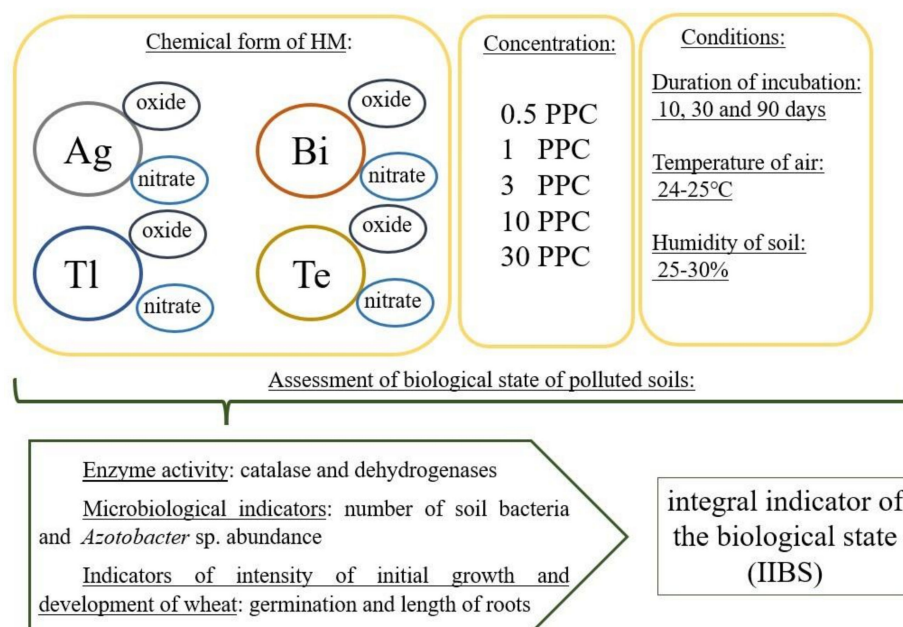 Chemical form of HM:
oxide
Ag
nitrate
oxide
Bi
nitrate
oxide
Tl
nitrate
oxide
Te
nitrate
Concentration:
0.5 PPC
1 PPC
3 PPC
10 PPC
30 PPC
Conditions:
Duration of incubation:
10, 30 and 90 days
Temperature of air:
24-25°C
Humidity of soil:
25-30%
Assessment of biological state of polluted soils:
Enzyme activity: catalase and dehydrogenases
Microbiological indicators: number of soil bacteria
and Azotobacter sp. abundance
Indicators of intensity of initial growth and
development of wheat: germination and length of roots
integral indicator of
the biological state
(IIBS)